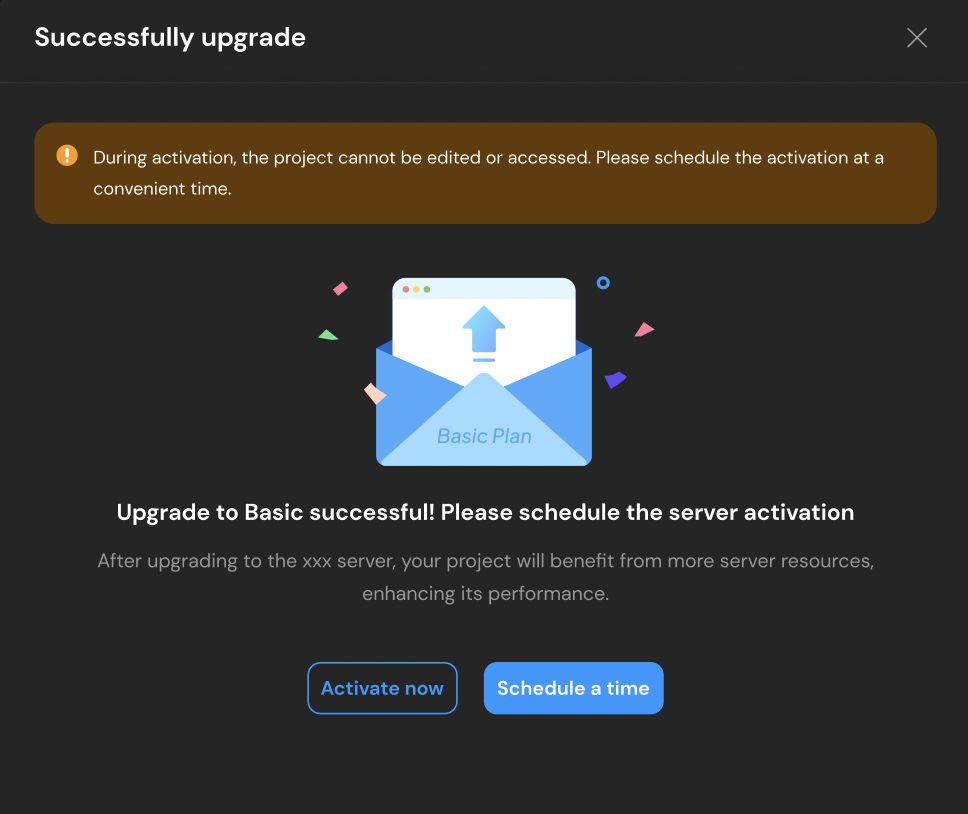 Successfully upgrade
During activation, the project cannot be edited or accessed. Please schedule the activation at a
convenient time.
Basic Plan
Upgrade to Basic successful! Please schedule the server activation
After upgrading to the xxx server, your project will benefit from more server resources,
enhancing its performance.
Activate now
Schedule a time